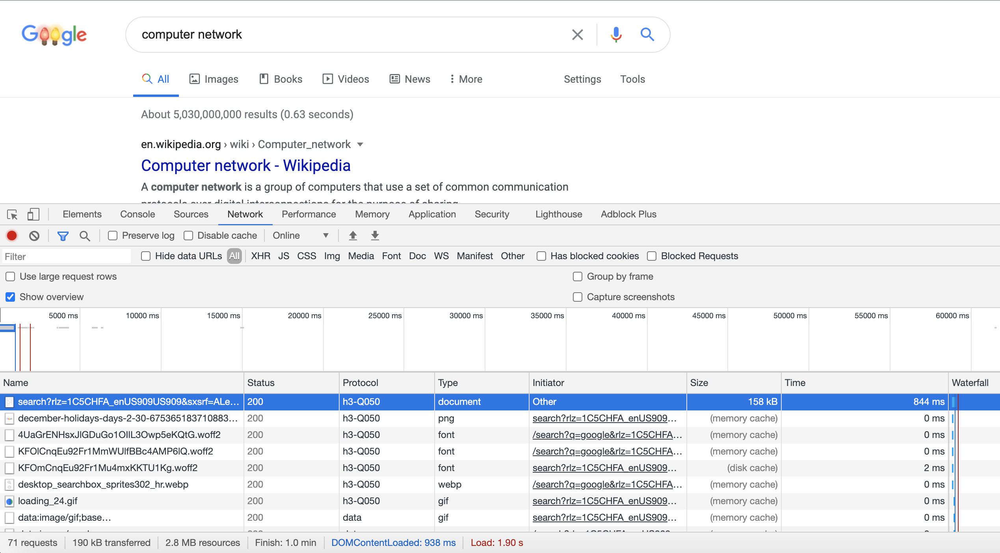 Google
computer network
All Images Books Videos News More Settings Tools
About 5,030,000,000 results (0.63 seconds)
en.wikipedia.org › wiki › Computer_network
Computer network - Wikipedia
A computer network is a group of computers that use a set of common communication
protocols over digital interconnections for the purpose of sharing
Elements Console Sources Network Performance Memory Application Security Lighthouse Adblock Plus
Preserve log Disable cache Online
Filter Hide data URLs All XHR JS CSS Img Media Font Doc WS Manifest Other Has blocked cookies Blocked Requests
Use large request rows Group by frame
Show overview Capture screenshots
5000 ms 10000 ms 15000 ms 20000 ms 25000 ms 30000 ms 35000 ms 40000 ms 45000 ms 50000 ms 55000 ms 60000 ms
Name Status Protocol Type Initiator Size Time Waterfall
search?rlz=1C5CHFA_enUS909US909&sxsrf=ALe… 200 h3-Q050 document Other 158 kB 844 ms
december-holidays-days-2-30-675365183710883… 200 h3-Q050 png search?rlz=1C5CHFA_enUS909… (memory cache) 0 ms
4UaGrENHsxJlGDuGo1OIlL3Owp5eKQtG.woff2 200 h3-Q050 font /search?q=google&rlz=1C5CHFA… (memory cache) 0 ms
KFOlCnqEu92Fr1MmWUlfBBc4AMP6lQ.woff2 200 h3-Q050 font /search?q=google&rlz=1C5CHFA… (memory cache) 0 ms
KFOmCnqEu92Fr1Mu4mxKKTU1Kg.woff2 200 h3-Q050 font search?rlz=1C5CHFA_enUS909… (disk cache) 2 ms
desktop_searchbox_sprites302_hr.webp 200 h3-Q050 webp /search?q=google&rlz=1C5CHFA… (memory cache) 0 ms
loading_24.gif 200 h3-Q050 gif search?rlz=1C5CHFA_enUS909… (memory cache) 0 ms
data:image/gif;base… 200 data gif search?rlz=1C5CHFA_enUS909… (memory cache) 0 ms
71 requests 190 kB transferred 2.8 MB resources Finish: 1.0 min DOMContentLoaded: 938 ms Load: 1.90 s